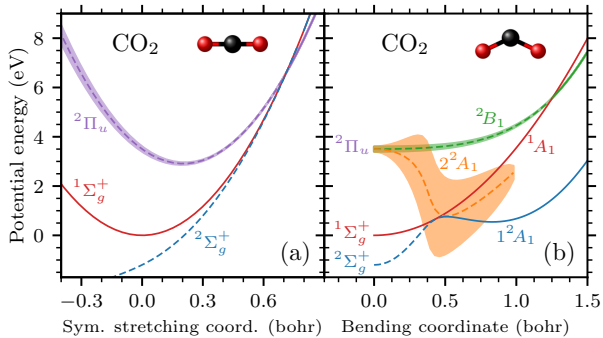 Potential energy (eV)
8
6
4
2
0
CO₂
²Πᵤ
¹Σg⁺
²Σg⁺
(a)
−0.3
0.0
0.3
0.6
Sym. stretching coord. (bohr)
CO₂
²B₁
¹A₁
²Πᵤ
2²A₁
¹Σg⁺
²Σg⁺
1²A₁
(b)
0.0
0.5
1.0
1.5
Bending coordinate (bohr)